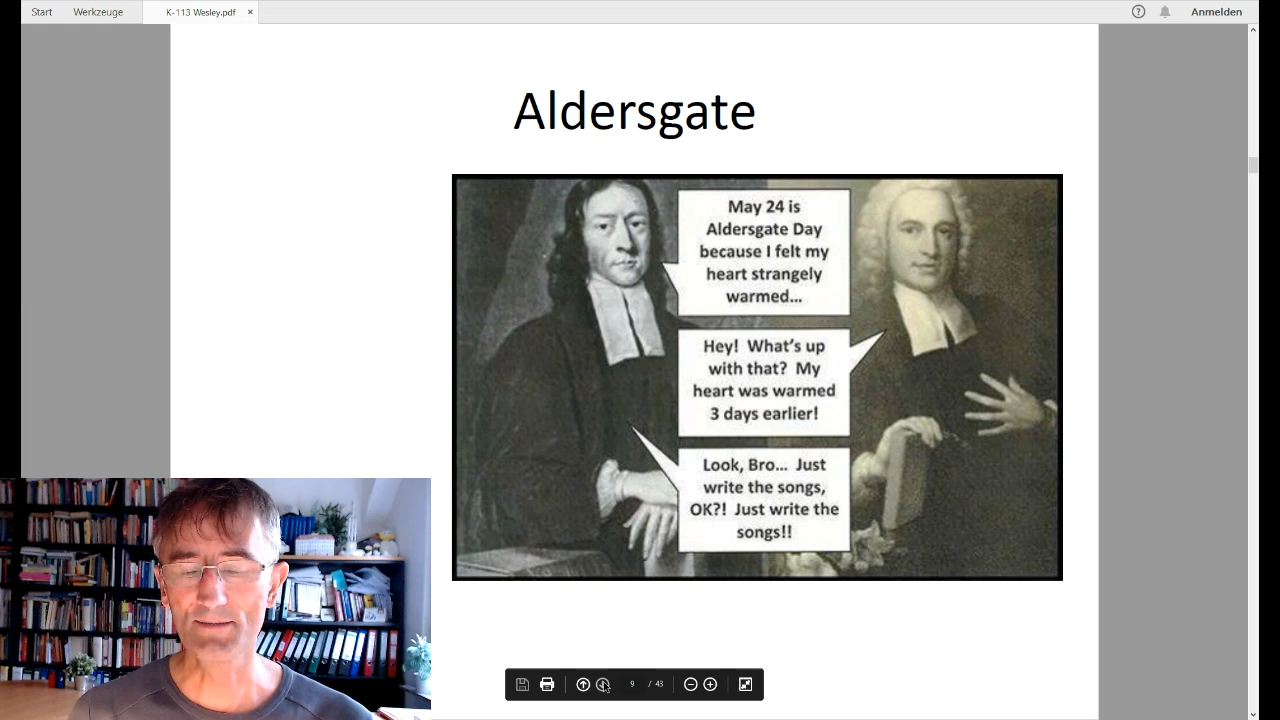 Start Werkzeuge K-113 Wesley.pdf × ? Anmelden
Aldersgate
May 24 is
Aldersgate Day
because I felt my
heart strangely
warmed...
Hey! What's up
with that? My
heart was warmed
3 days earlier!
Look, Bro... Just
write the songs,
OK?! Just write the
songs!!
9 / 43